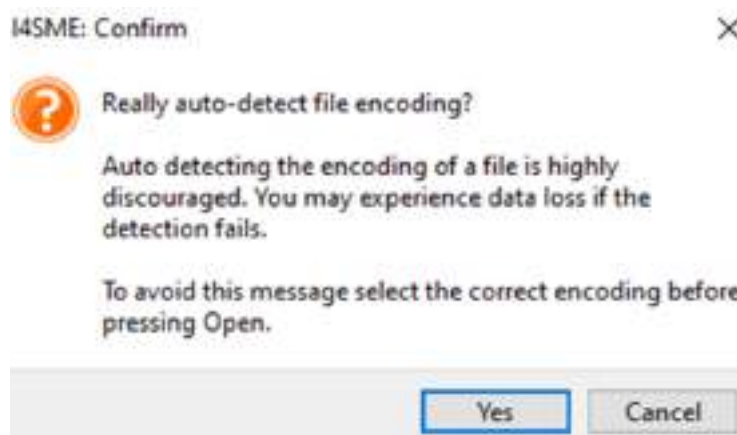 I4SME: Confirm
Really auto-detect file encoding?
Auto detecting the encoding of a file is highly
discouraged. You may experience data loss if the
detection fails.
To avoid this message select the correct encoding before
pressing Open.
Yes
Cancel